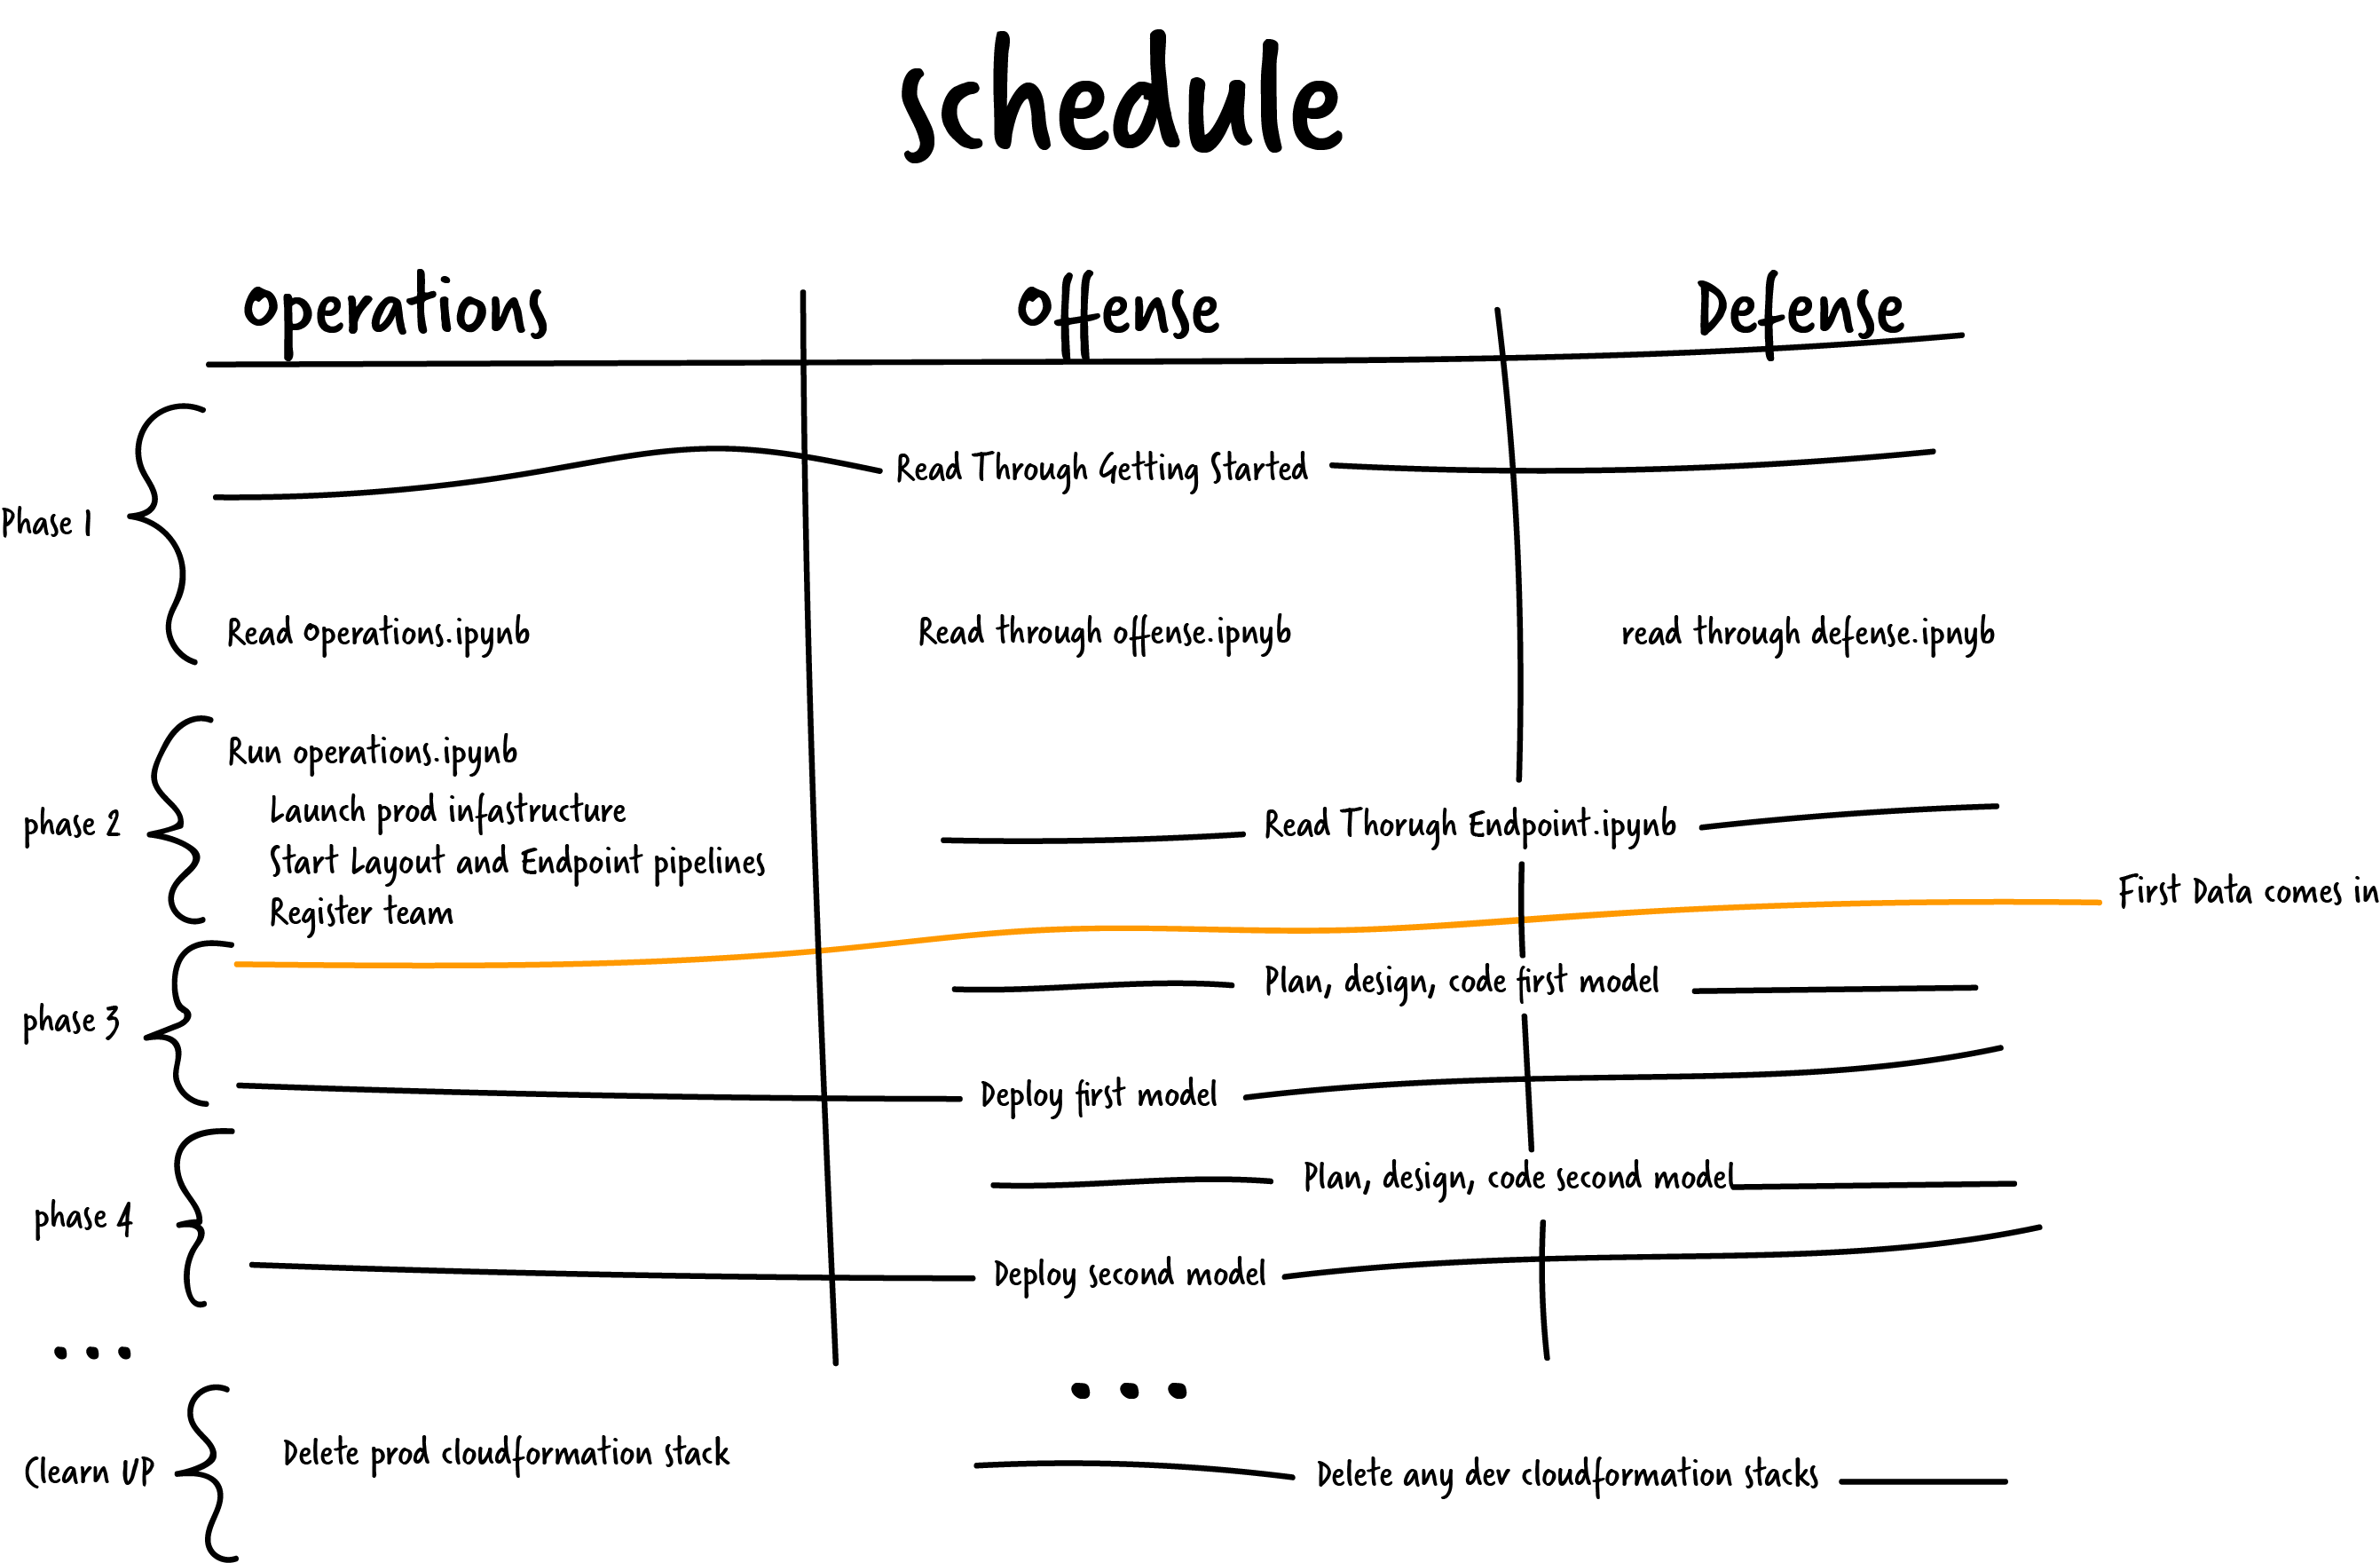 schedule
Operations
Offense
Defense
Phase 1
Read Through Getting Started
Read Operations.ipynb
Read through offense.ipnyb
read through defense.ipnyb
phase 2
Run operations.ipynb
Launch prod infastructure
Start Layout and Endpoint pipelines
Register team
Read Thorugh Endpoint.ipynb
First Data comes in
phase 3
Plan, design, code first model
Deploy first model
phase 4
Plan, design, code second model
Deploy second model
...
...
Clearn UP
Delete prod cloudformation stack
Delete any dev cloudformation stacks